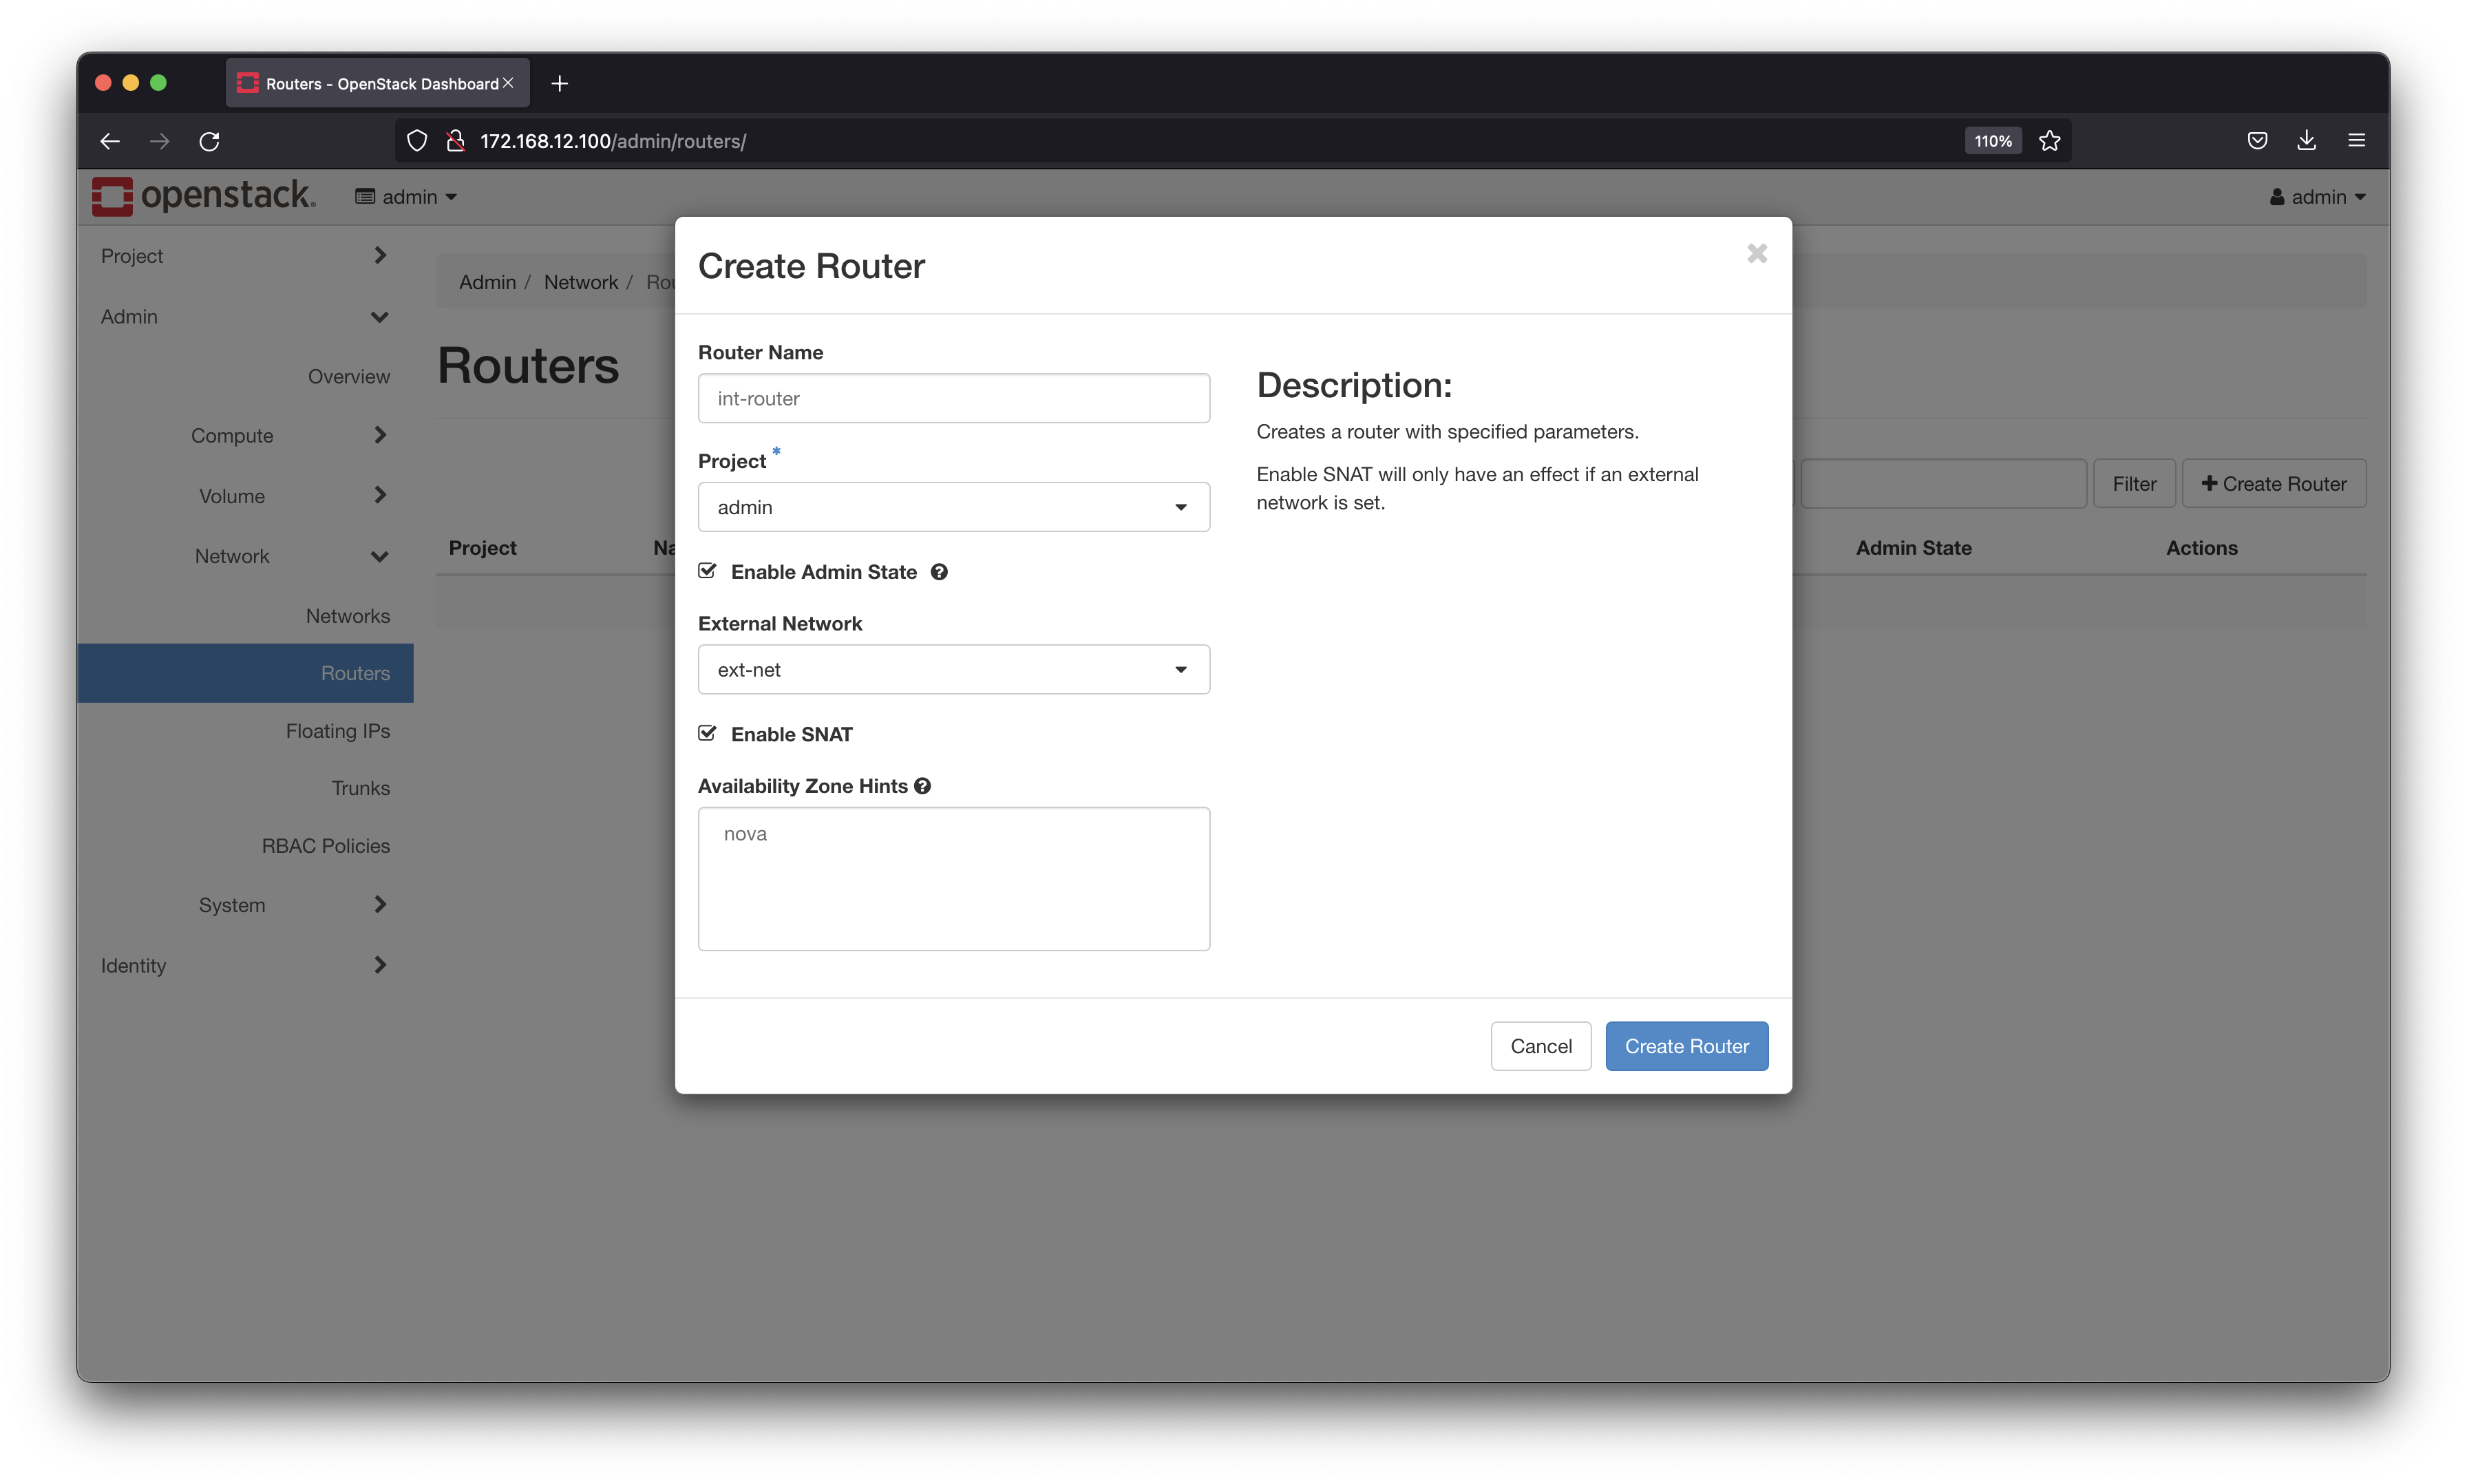 Routers - OpenStack Dashboard
172.168.12.100/admin/routers/
110%
openstack.
admin
admin
Project
Admin
Overview
Compute
Volume
Network
Networks
Routers
Floating IPs
Trunks
RBAC Policies
System
Identity
Admin / Network / Rou
Routers
Filter
Create Router
Project
Na
Admin State
Actions
Create Router
Router Name
int-router
Project *
admin
Enable Admin State
External Network
ext-net
Enable SNAT
Availability Zone Hints
nova
Description:
Creates a router with specified parameters.
Enable SNAT will only have an effect if an external
network is set.
Cancel
Create Router